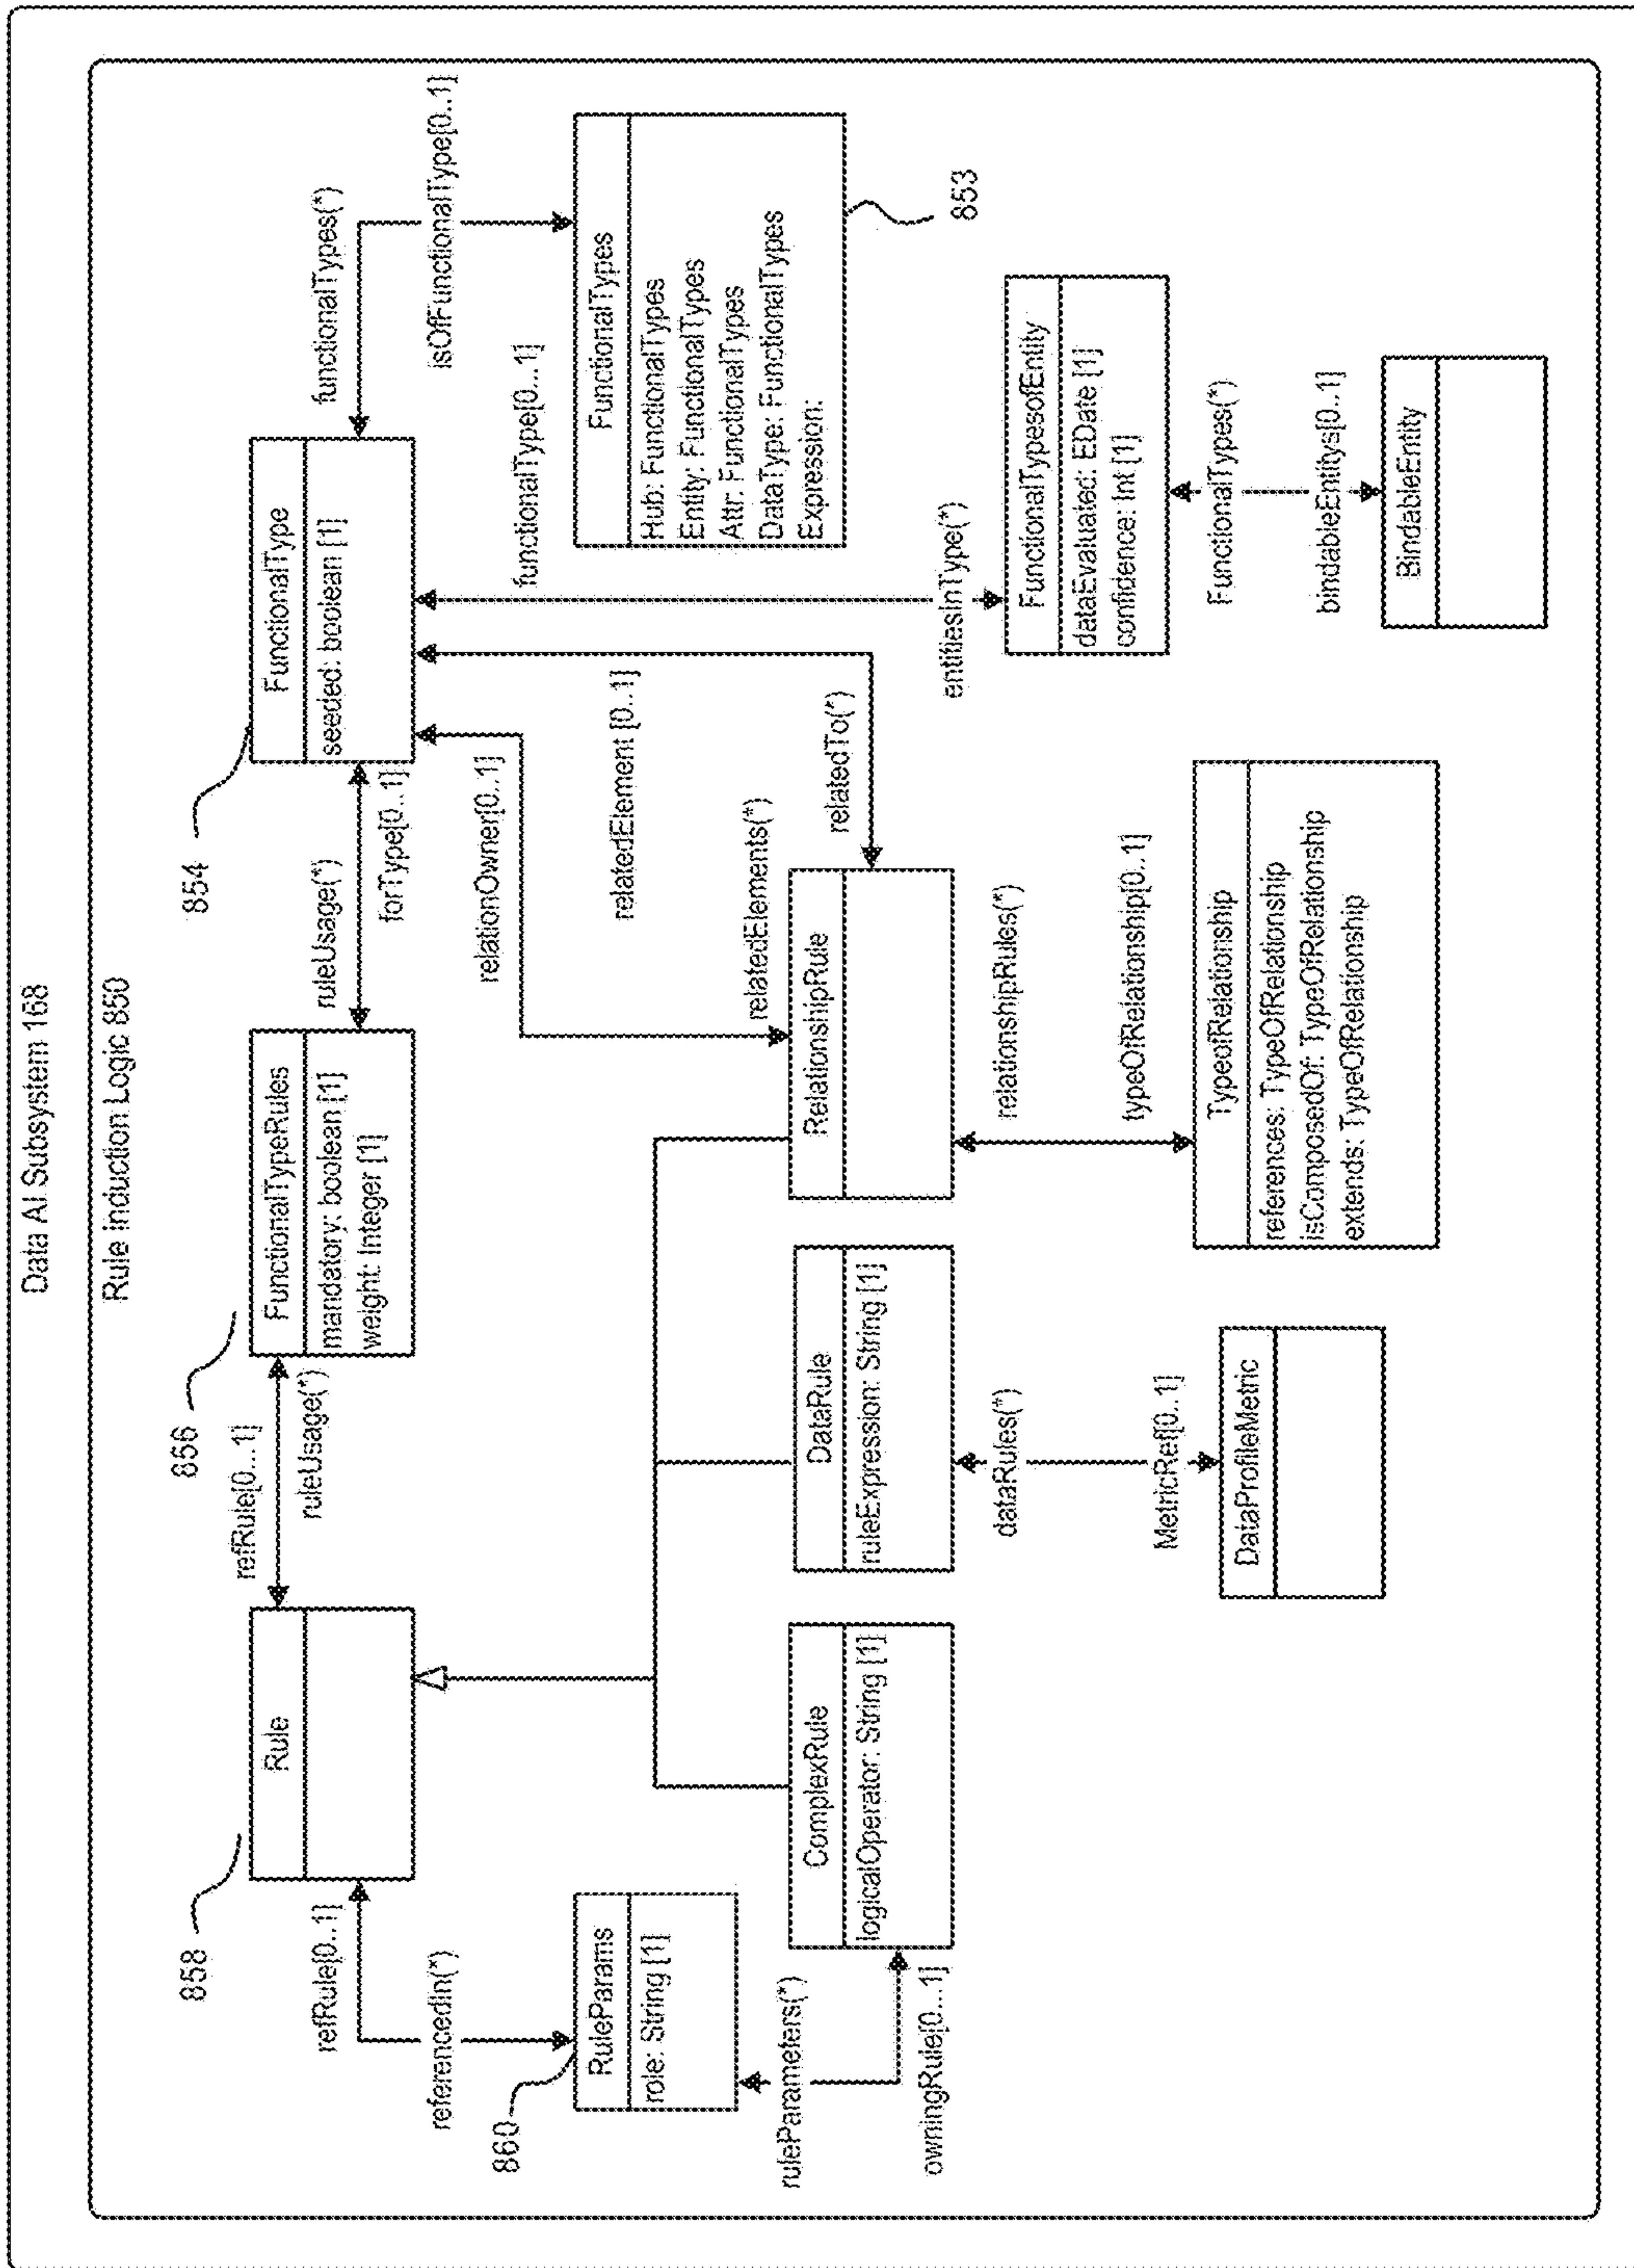 Data AI Subsystem 168
Rule Induction Logic 850
858
856
854
Rule
refRule[0...1]
ruleUsage(*)
FunctionalTypeRules
mandatory: boolean [1]
weight: Integer [1]
ruleUsage(*)
forType[0..1]
FunctionalType
seeded: boolean [1]
functionalTypes(*)
isOfFunctionalType[0..1]
refRule[0..1]
referencedIn(*)
relationOwner[0..1]
functionalType[0...1]
860
RuleParams
role: String [1]
relatedElement [0..1]
FunctionalTypes
Hub: FunctionalTypes
Entity: FunctionalTypes
Attr: FunctionalTypes
DataType: FunctionalTypes
Expression:
853
ruleParameters(*)
owningRule[0...1]
ComplexRule
logicalOperator: String [1]
DataRule
ruleExpression: String [1]
relatedElements(*)
RelationshipRule
relatedTo(*)
entitiesInType(*)
dataRules(*)
MetricRef[0..1]
relationshipRules(*)
typeOfRelationship[0..1]
FunctionalTypesofEntity
dataEvaluated: EDate [1]
confidence: Int [1]
FunctionalTypes(*)
bindableEntitys[0..1]
DataProfileMetric
TypeofRelationship
references: TypeOfRelationship
isComposedOf: TypeOfRelationship
extends: TypeOfRelationship
BindableEntity